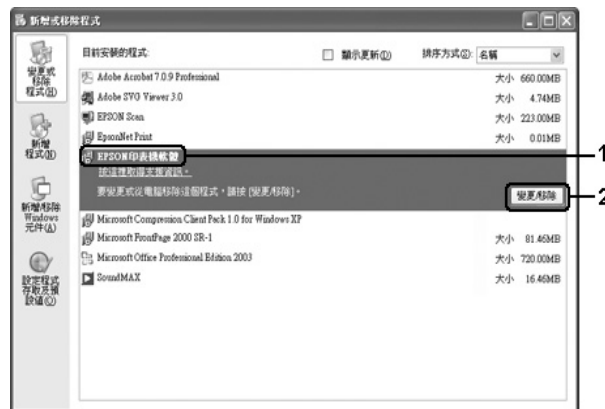 新增或移除程式
變更或
移除
程式(H)
目前安裝的程式:
顯示更新(D)
排序方式(S): 名稱
Adobe Acrobat 7.0.9 Professional 大小 660.00MB
Adobe SVG Viewer 3.0 大小 4.74MB
EPSON Scan 大小 223.00MB
EpsonNet Print 大小 0.01MB
EPSON印表機軟體 1
按這裡取得支援資訊。
要變更或從電腦移除這個程式，請按 [變更/移除]。 變更/移除 2
新增
程式(N)
新增/移除
Windows
元件(A)
設定程式
存取及預
設值(O)
Microsoft Compression Client Pack 1.0 for Windows XP
Microsoft FrontPage 2000 SR-1 大小 81.46MB
Microsoft Office Professional Edition 2003 大小 720.00MB
SoundMAX 大小 16.46MB